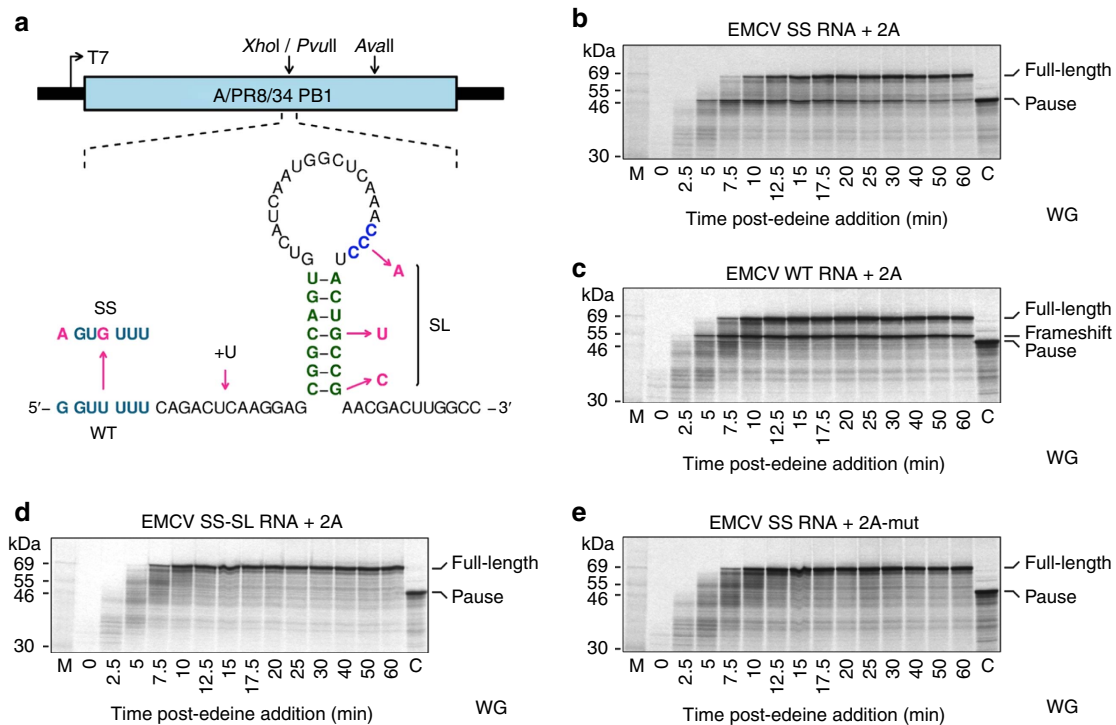 a
XhoI / PvuII AvaII
T7
A/PR8/34 PB1
GUCAUCAAAUGGCUCAAACCCU
A
UGACGGC
ACUGCCG
U
C
SL
SS
A GUG UUU
+U
5′– G GUU UUU CAGACUCAAGGAG AACGACUUGGCC –3′
WT
b
EMCV SS RNA + 2A
kDa
69
55
46
30
Full-length
Pause
M 0 2.5 5 7.5 10 12.5 15 17.5 20 25 30 40 50 60 C
Time post-edeine addition (min)
WG
c
EMCV WT RNA + 2A
kDa
69
55
46
30
Full-length
Frameshift
Pause
M 0 2.5 5 7.5 10 12.5 15 17.5 20 25 30 40 50 60 C
Time post-edeine addition (min)
WG
d
EMCV SS-SL RNA + 2A
kDa
69
55
46
30
Full-length
Pause
M 0 2.5 5 7.5 10 12.5 15 17.5 20 25 30 40 50 60 C
Time post-edeine addition (min)
WG
e
EMCV SS RNA + 2A-mut
kDa
69
55
46
30
Full-length
Pause
M 0 2.5 5 7.5 10 12.5 15 17.5 20 25 30 40 50 60 C
Time post-edeine addition (min)
WG